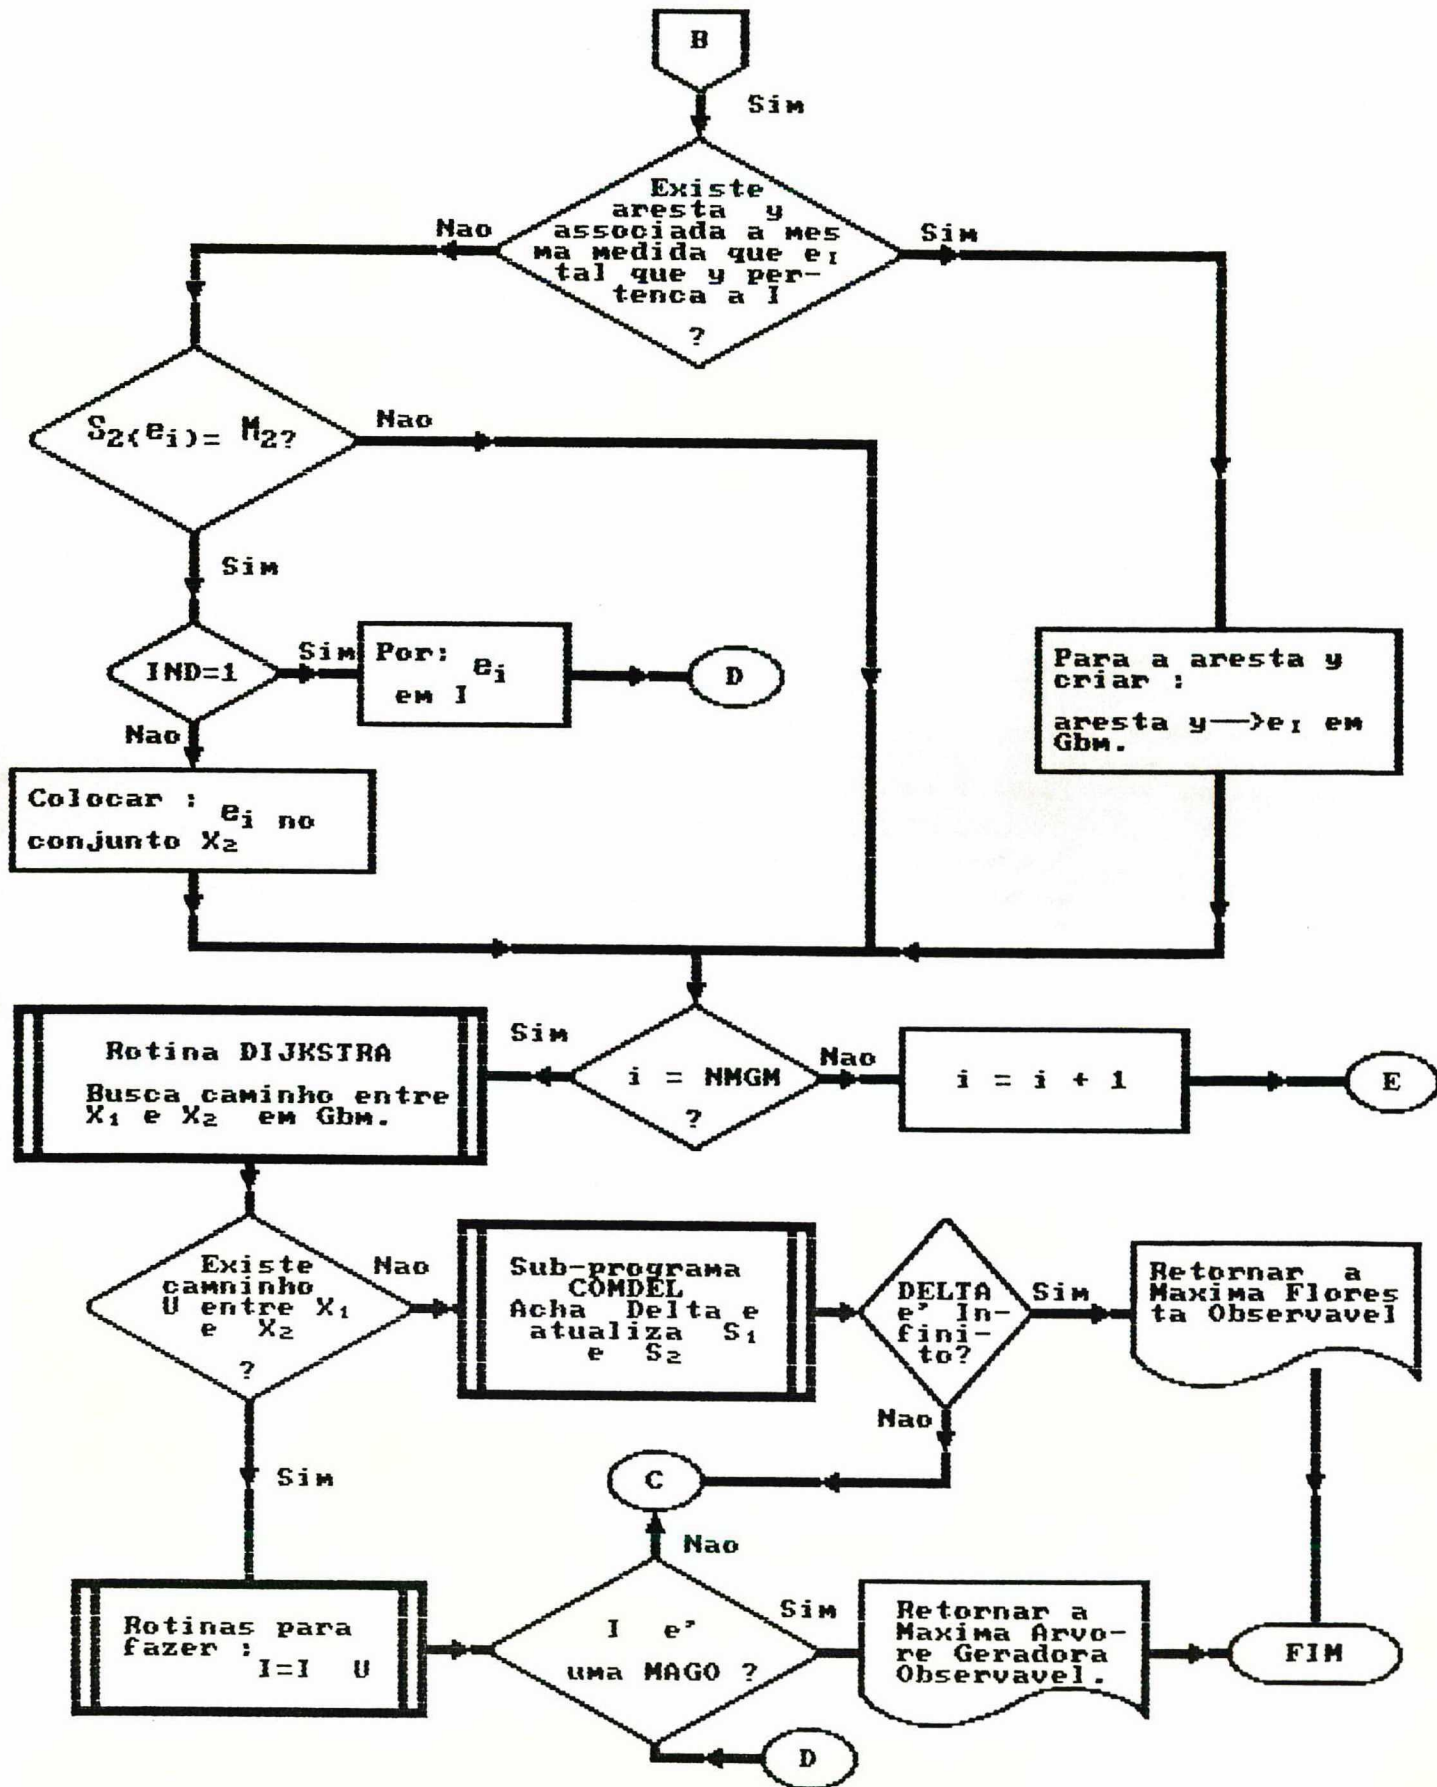 B
Sim
Existe
aresta y
associada a mes
ma medida que eI
tal que y per-
tenca a I
?
Nao
Sim
S2(ei)= M2?
Nao
Sim
IND=1
Sim
Por: ei
em I
D
Nao
Colocar : ei no
conjunto X2
Para a aresta y
criar :
aresta y—>eI em
Gbm.
Rotina DIJKSTRA
Busca caminho entre
X1 e X2 em Gbm.
Sim
i = NMGM
?
Nao
i = i + 1
E
Existe
camninho
U entre X1
e X2
?
Nao
Sub-programa
COMDEL
Acha Delta e
atualiza S1
e S2
DELTA
e' In-
fini-
to?
Sim
Retornar a
Maxima Flores
ta Observavel
Nao
C
Sim
Nao
Rotinas para
fazer :
I=I U
I e'
uma MAGO ?
Sim
Retornar a
Maxima Arvo-
re Geradora
Observavel.
FIM
D